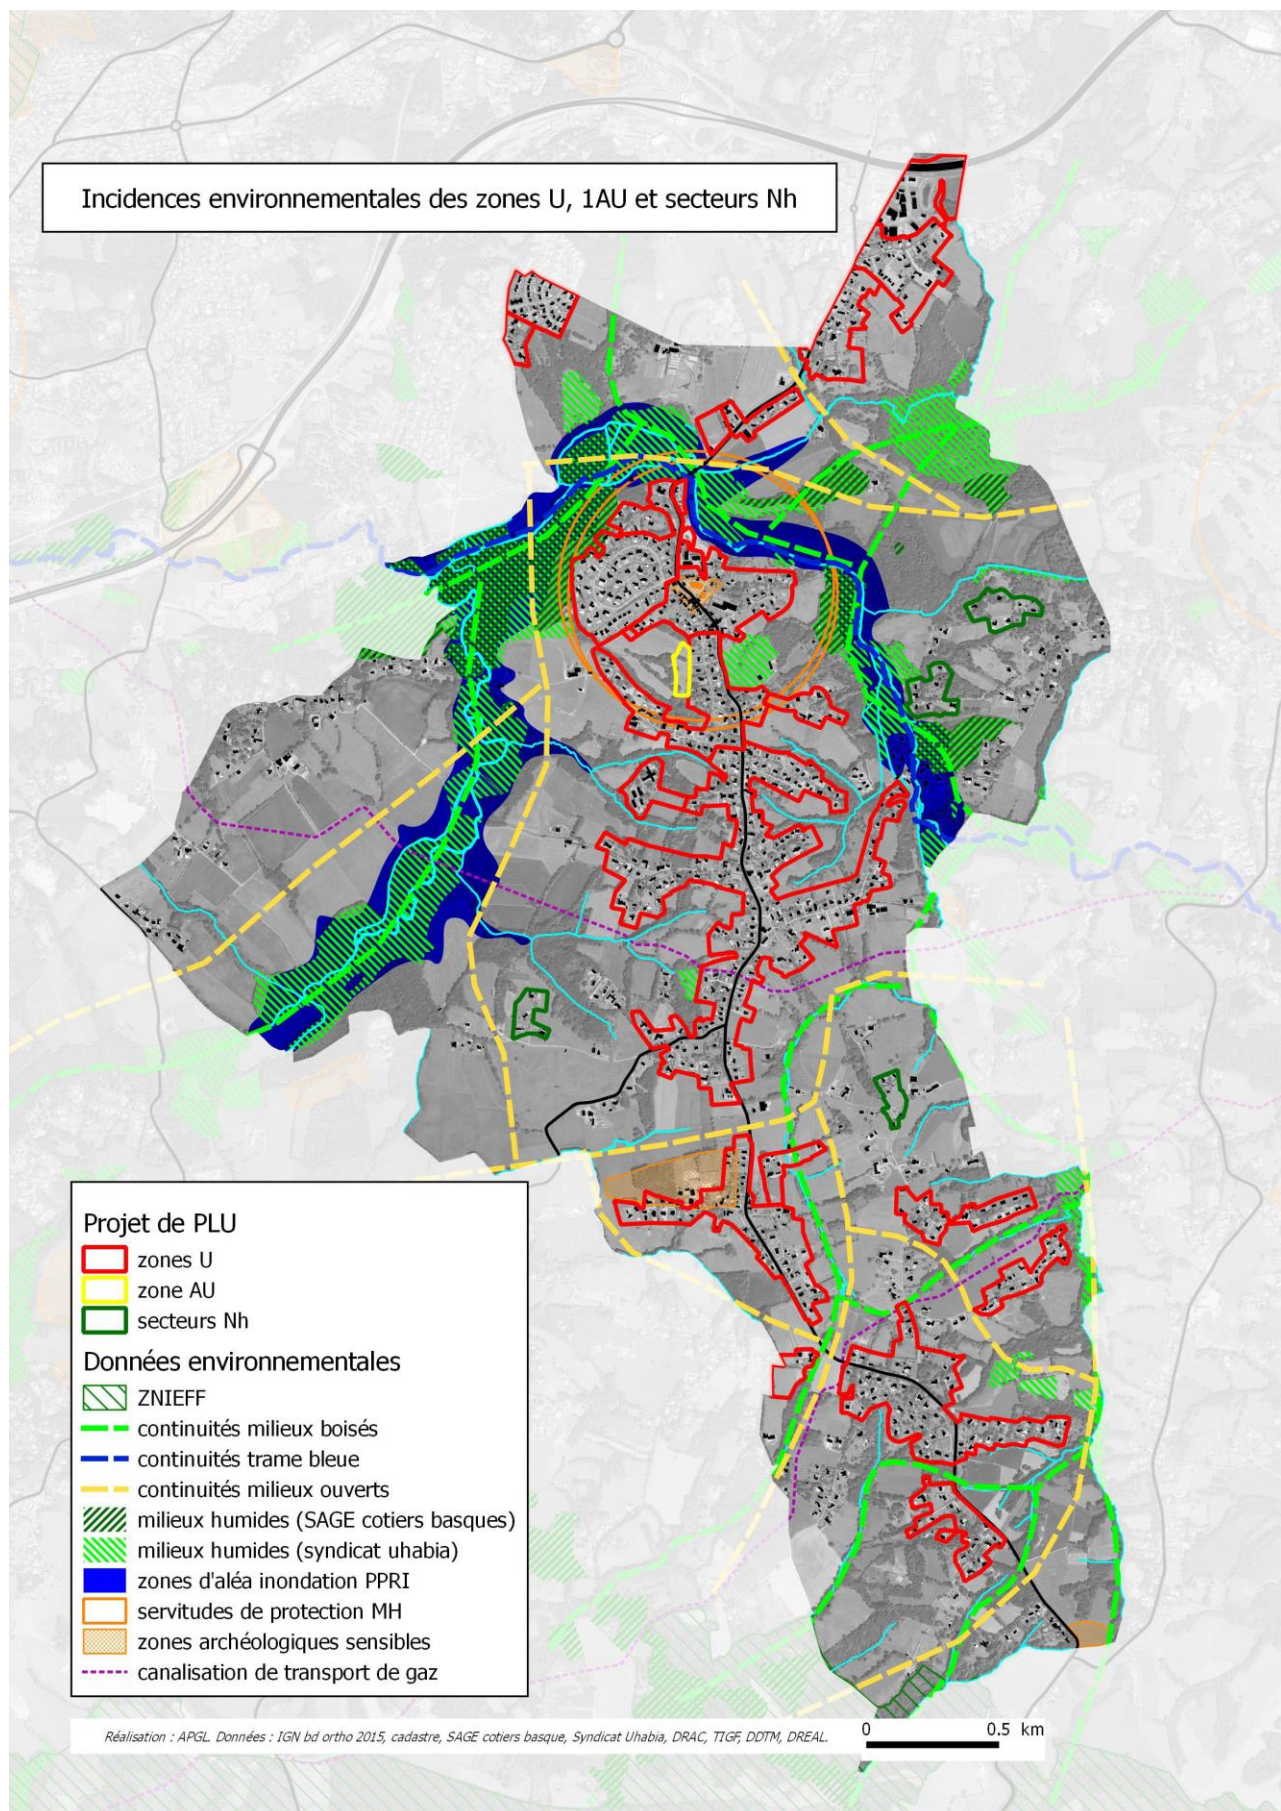 Incidences environnementales des zones U, 1AU et secteurs Nh
Projet de PLU
zones U
zone AU
secteurs Nh
Données environnementales
ZNIEFF
continuités milieux boisés
continuités trame bleue
continuités milieux ouverts
milieux humides (SAGE cotiers basques)
milieux humides (syndicat uhabia)
zones d'aléa inondation PPRI
servitudes de protection MH
zones archéologiques sensibles
canalisation de transport de gaz
Réalisation : APGL. Données : IGN bd ortho 2015, cadastre, SAGE cotiers basque, Syndicat Uhabia, DRAC, TIGF, DDTM, DREAL.
0 0.5 km